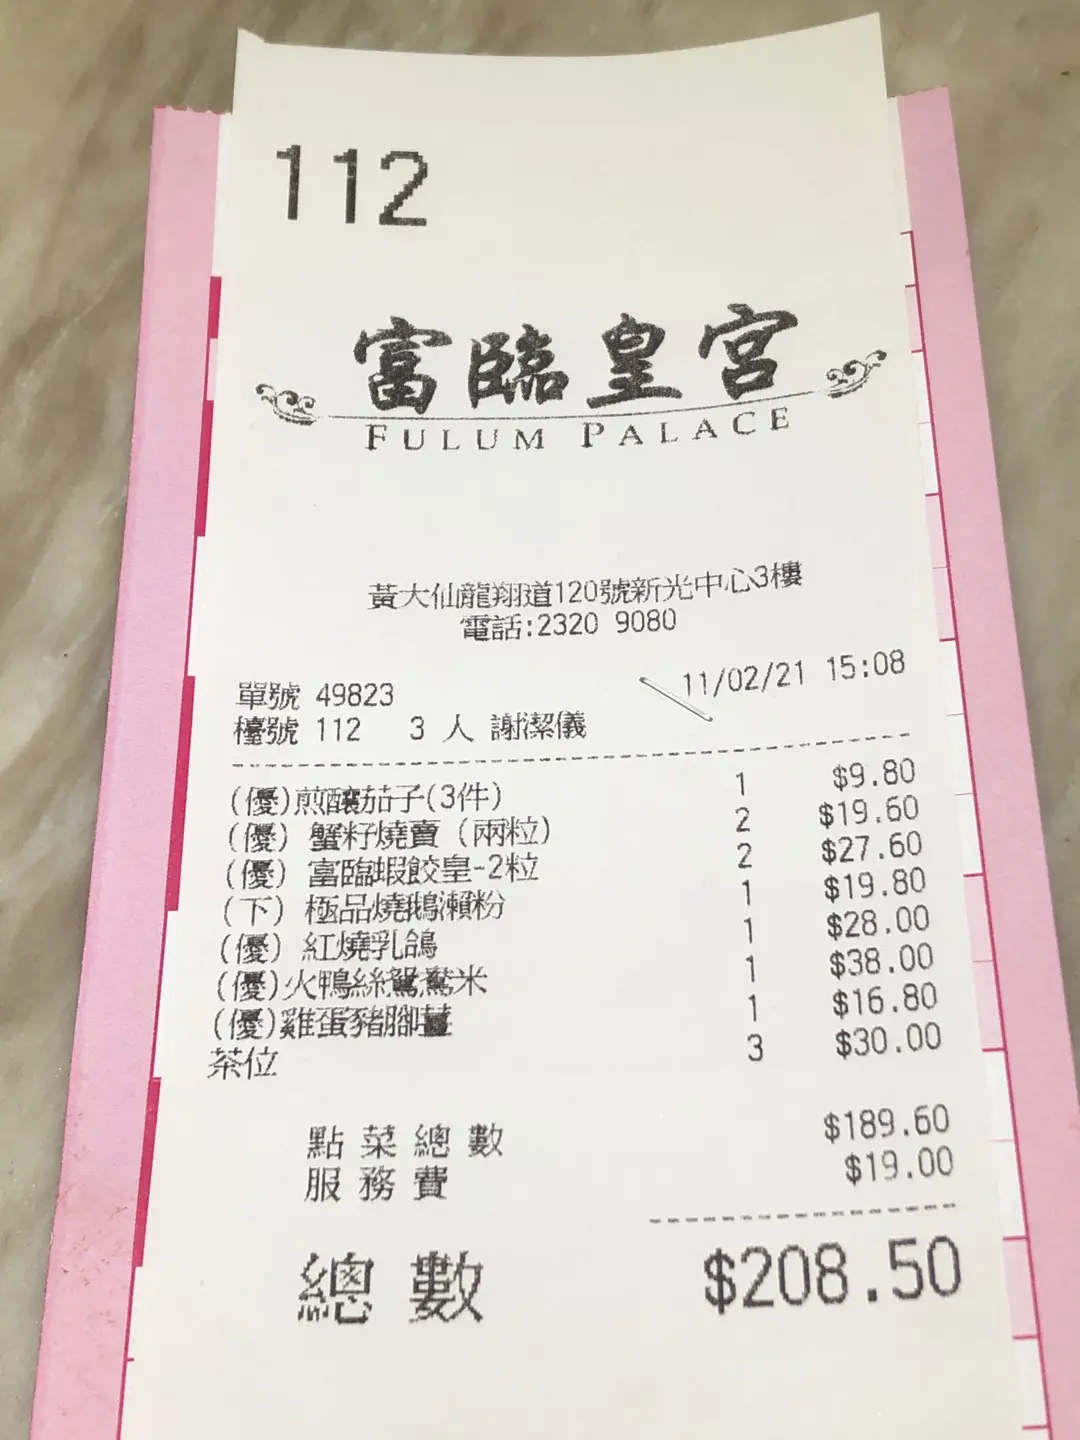 112
富臨皇宮
FULUM PALACE
黃大仙龍翔道120號新光中心3樓
電話:2320 9080
單號 49823 11/02/21 15:08
檯號 112 3 人 謝潔儀
(優)煎釀茄子(3件) 1 $9.80
(優) 蟹籽燒賣 (兩粒) 2 $19.60
(優) 富臨蝦餃皇-2粒 2 $27.60
(下) 極品燒鵝瀨粉 1 $19.80
(優) 紅燒乳鴿 1 $28.00
(優)火鴨絲鴛鴦米 1 $38.00
(優)雞蛋豬腳薑 1 $16.80
茶位 3 $30.00
點菜總數 $189.60
服務費 $19.00
總數 $208.50